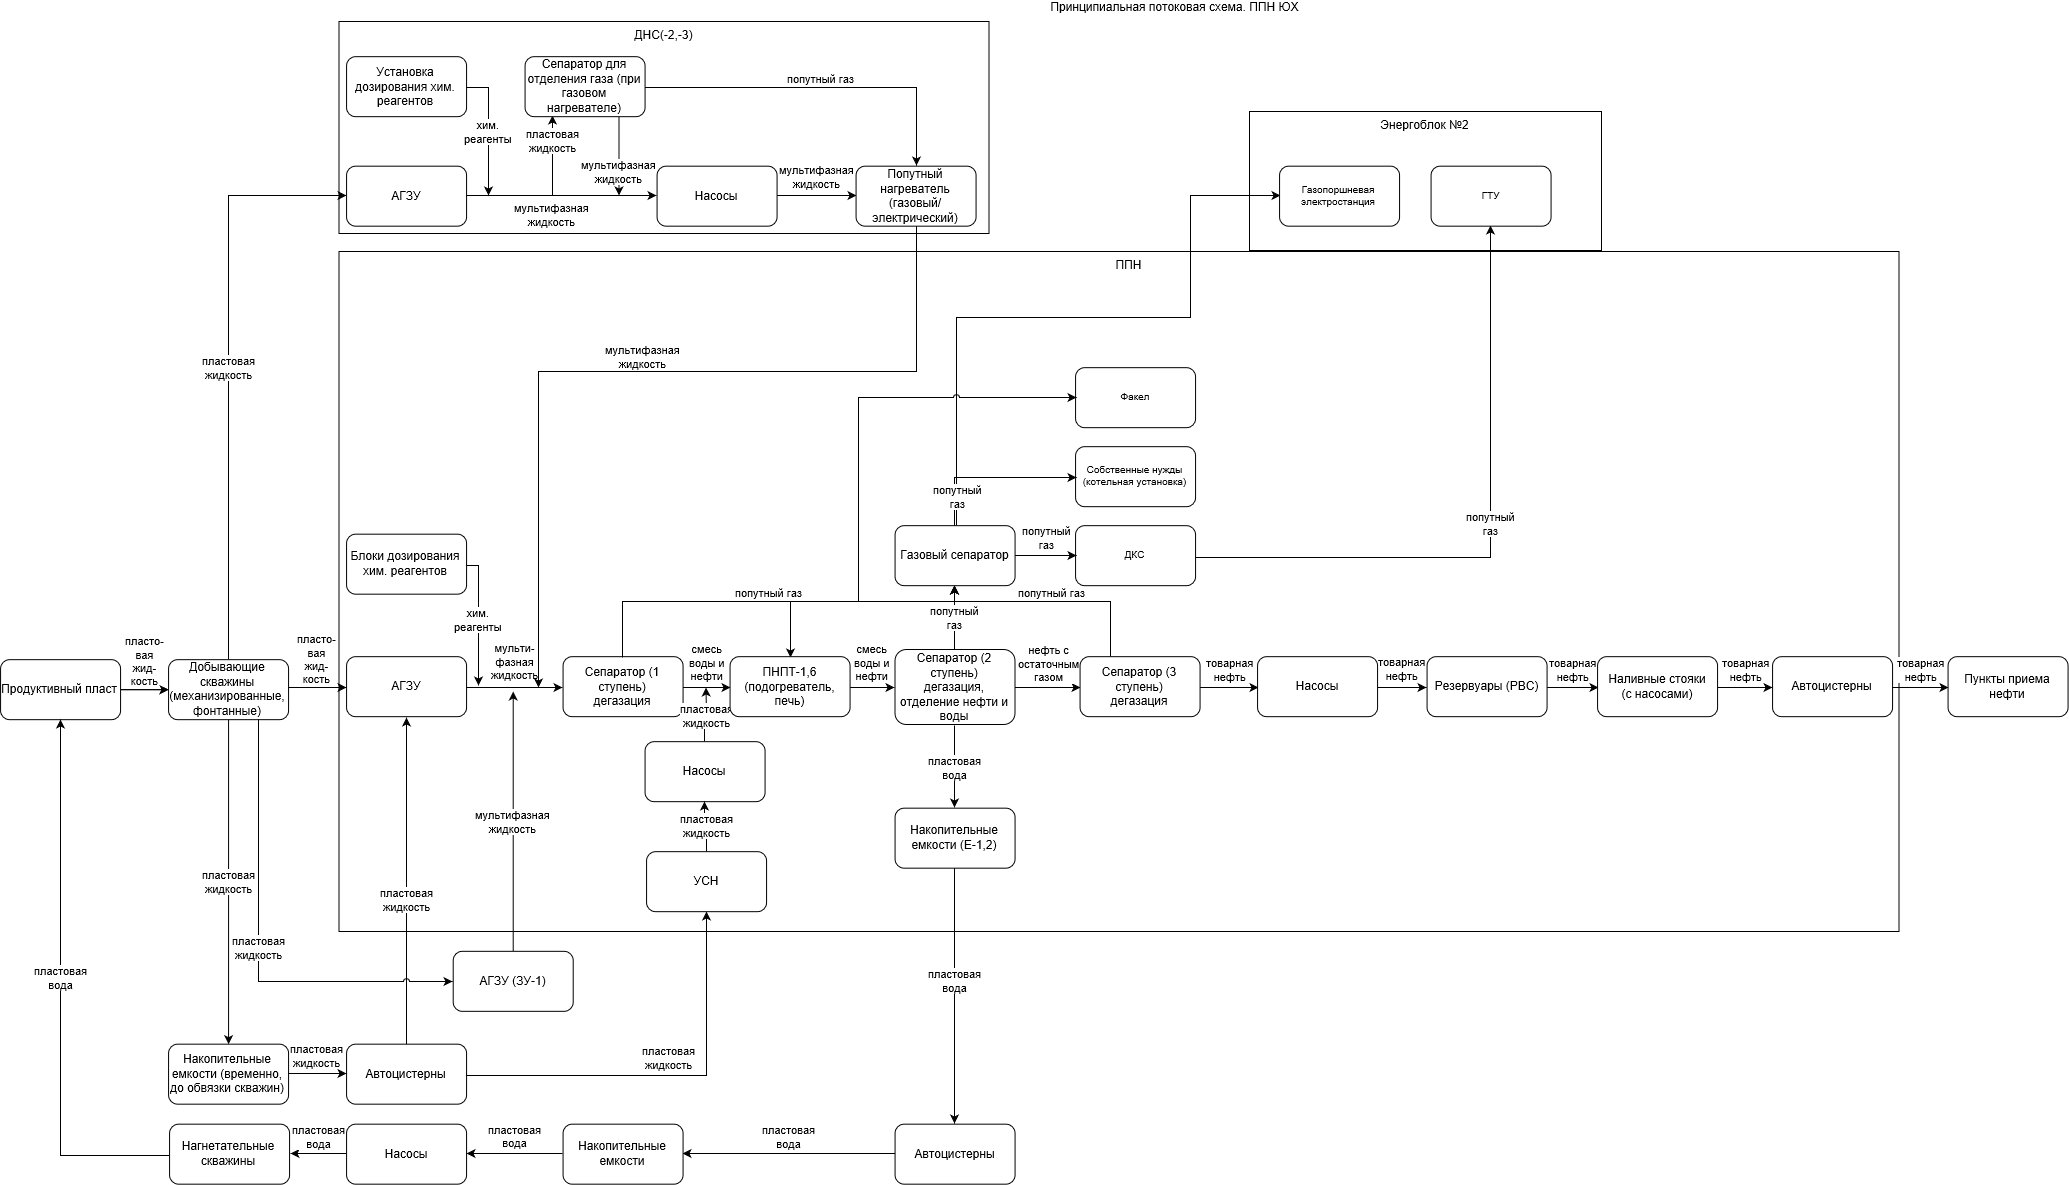 Принципиальная потоковая схема. ППН ЮХ
ДНС(-2,-3)
Установка
дозирования хим.
реагентов
Сепаратор для
отделения газа (при
газовом
нагревателе)
попутный газ
хим.
реагенты
пластовая
жидкость
мультифазная
жидкость
АГЗУ
мультифазная
жидкость
Насосы
мультифазная
жидкость
Попутный
нагреватель
(газовый/
электрический)
Энергоблок №2
Газопоршневая
электростанция
ГТУ
ППН
пластовая
жидкость
мультифазная
жидкость
Факел
Собственные нужды
(котельная установка)
попутный
газ
Газовый сепаратор
попутный
газ
ДКС
попутный
газ
Блоки дозирования
хим. реагентов
хим.
реагенты
попутный газ
попутный
газ
попутный газ
Продуктивный пласт
пласто-
вая
жид-
кость
Добывающие
скважины
(механизированные,
фонтанные)
пласто-
вая
жид-
кость
АГЗУ
мульти-
фазная
жидкость
Сепаратор (1
ступень)
дегазация
смесь
воды и
нефти
ПНПТ-1,6
(подогреватель,
печь)
смесь
воды и
нефти
Сепаратор (2
ступень)
дегазация,
отделение нефти и
воды
нефть с
остаточным
газом
Сепаратор (3
ступень)
дегазация
товарная
нефть
Насосы
товарная
нефть
Резервуары (РВС)
товарная
нефть
Наливные стояки
(с насосами)
товарная
нефть
Автоцистерны
товарная
нефть
Пункты приема
нефти
пластовая
жидкость
Насосы
пластовая
жидкость
УСН
пластовая
вода
Накопительные
емкости (Е-1,2)
мультифазная
жидкость
пластовая
жидкость
пластовая
жидкость
пластовая
жидкость
АГЗУ (ЗУ-1)
пластовая
вода
пластовая
вода
Накопительные
емкости (временно,
до обвязки скважин)
пластовая
жидкость
Автоцистерны
пластовая
жидкость
Нагнетательные
скважины
пластовая
вода
Насосы
пластовая
вода
Накопительные
емкости
пластовая
вода
Автоцистерны